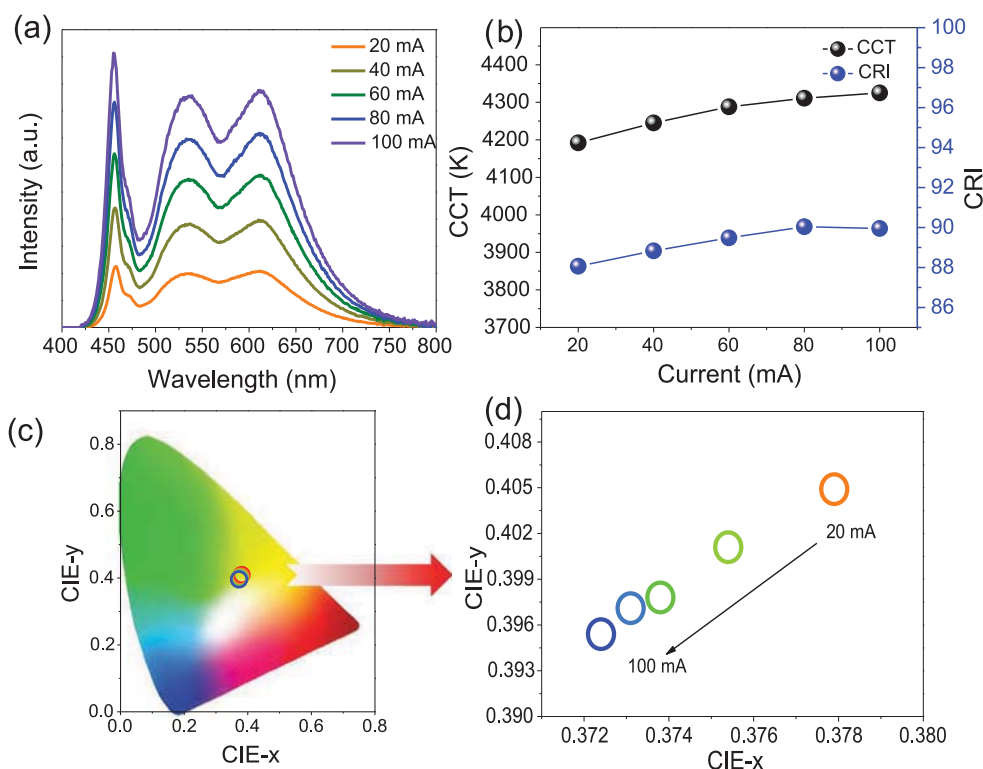 (a)
20 mA
40 mA
60 mA
80 mA
100 mA
Intensity (a.u.)
400 450 500 550 600 650 700 750 800
Wavelength (nm)
(b)
CCT
CRI
4400
4300
4200
4100
4000
3900
3800
3700
CCT (K)
100
98
96
94
92
90
88
86
CRI
20 40 60 80 100
Current (mA)
(c)
0.8
0.6
0.4
0.2
0.0
CIE-y
0.0 0.2 0.4 0.6 0.8
CIE-x
(d)
0.408
0.405
0.402
0.399
0.396
0.393
0.390
CIE-y
20 mA
100 mA
0.372 0.374 0.376 0.378 0.380
CIE-x